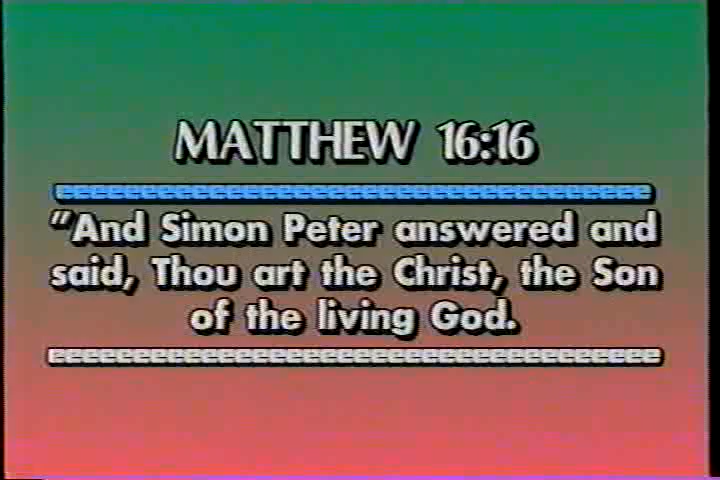 MATTHEW 16:16
"And Simon Peter answered and
said, Thou art the Christ, the Son
of the living God.